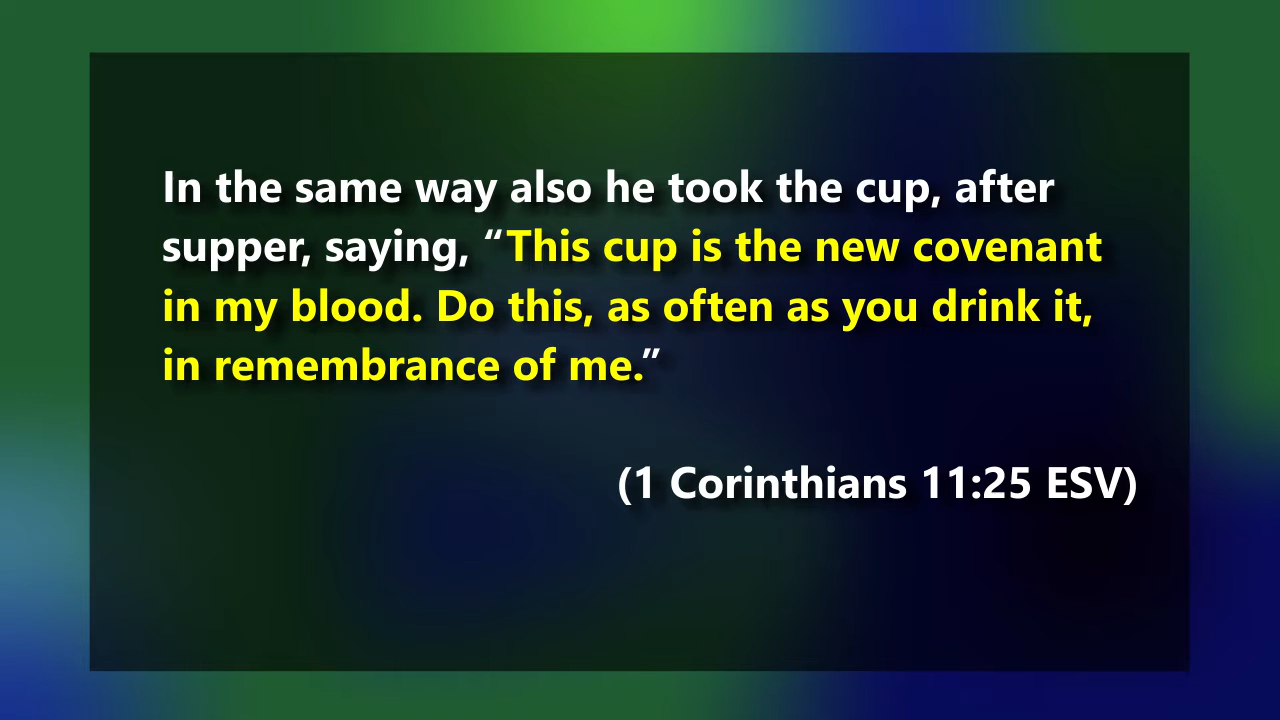 In the same way also he took the cup, after
supper, saying, “This cup is the new covenant
in my blood. Do this, as often as you drink it,
in remembrance of me.”
(1 Corinthians 11:25 ESV)